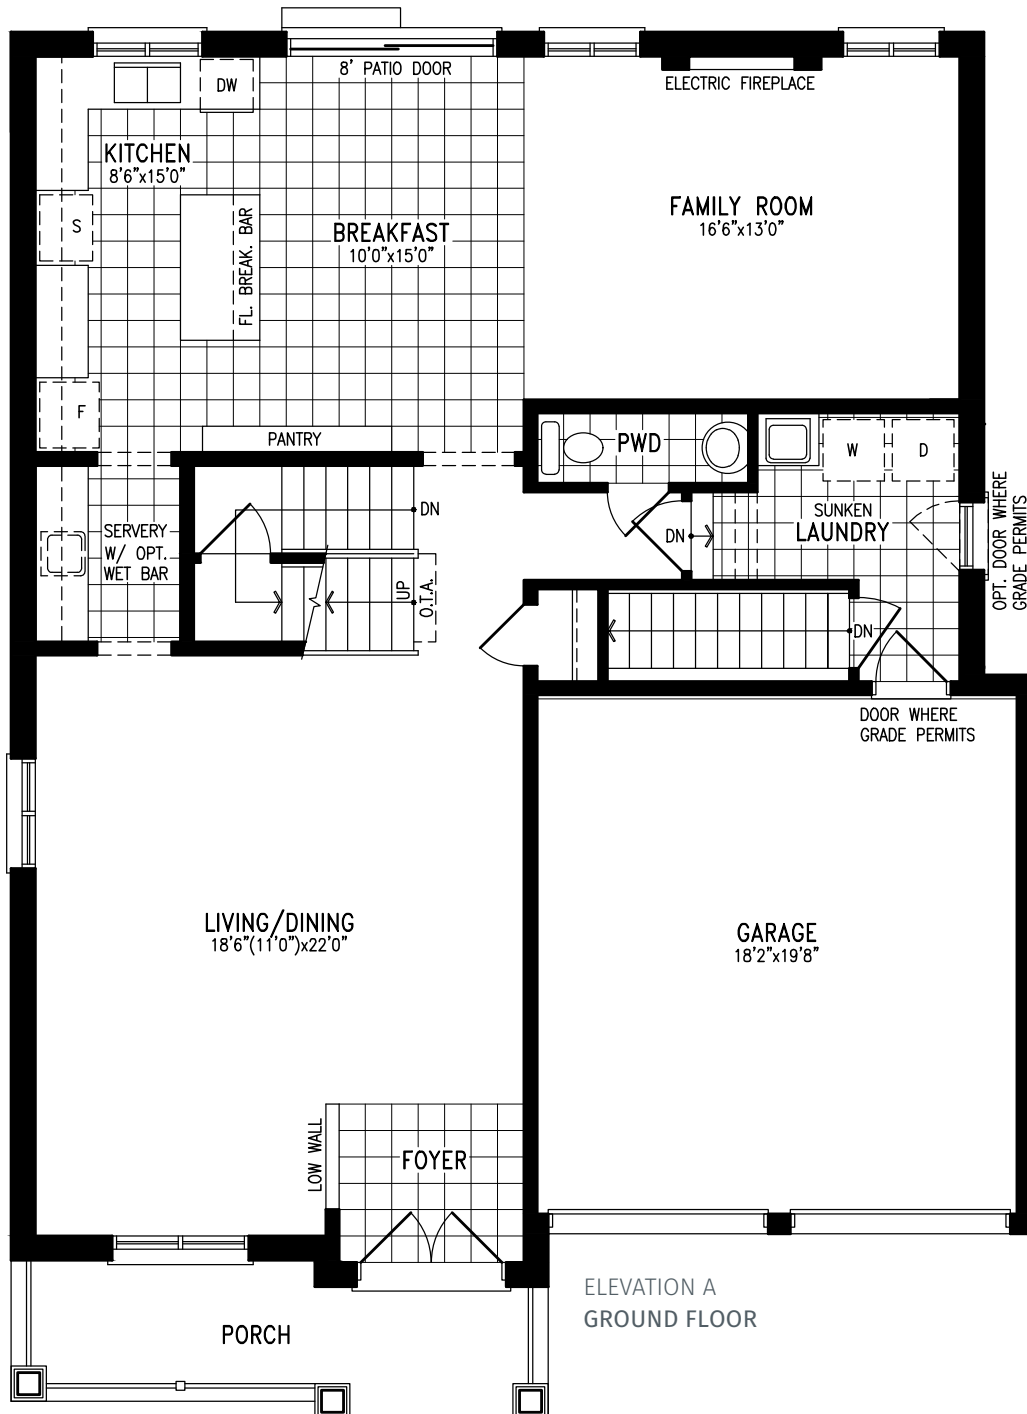 8' PATIO DOOR
ELECTRIC FIREPLACE
DW
KITCHEN
8'6"x15'0"
S
FL. BREAK. BAR
BREAKFAST
10'0"x15'0"
FAMILY ROOM
16'6"x13'0"
F
PANTRY
PWD
W
D
SERVERY
W/ OPT.
WET BAR
DN
UP
O.T.A.
DN
SUNKEN
LAUNDRY
OPT. DOOR WHERE
GRADE PERMITS
DN
DOOR WHERE
GRADE PERMITS
LIVING/DINING
18'6"(11'0")x22'0"
GARAGE
18'2"x19'8"
LOW WALL
FOYER
PORCH
ELEVATION A
GROUND FLOOR